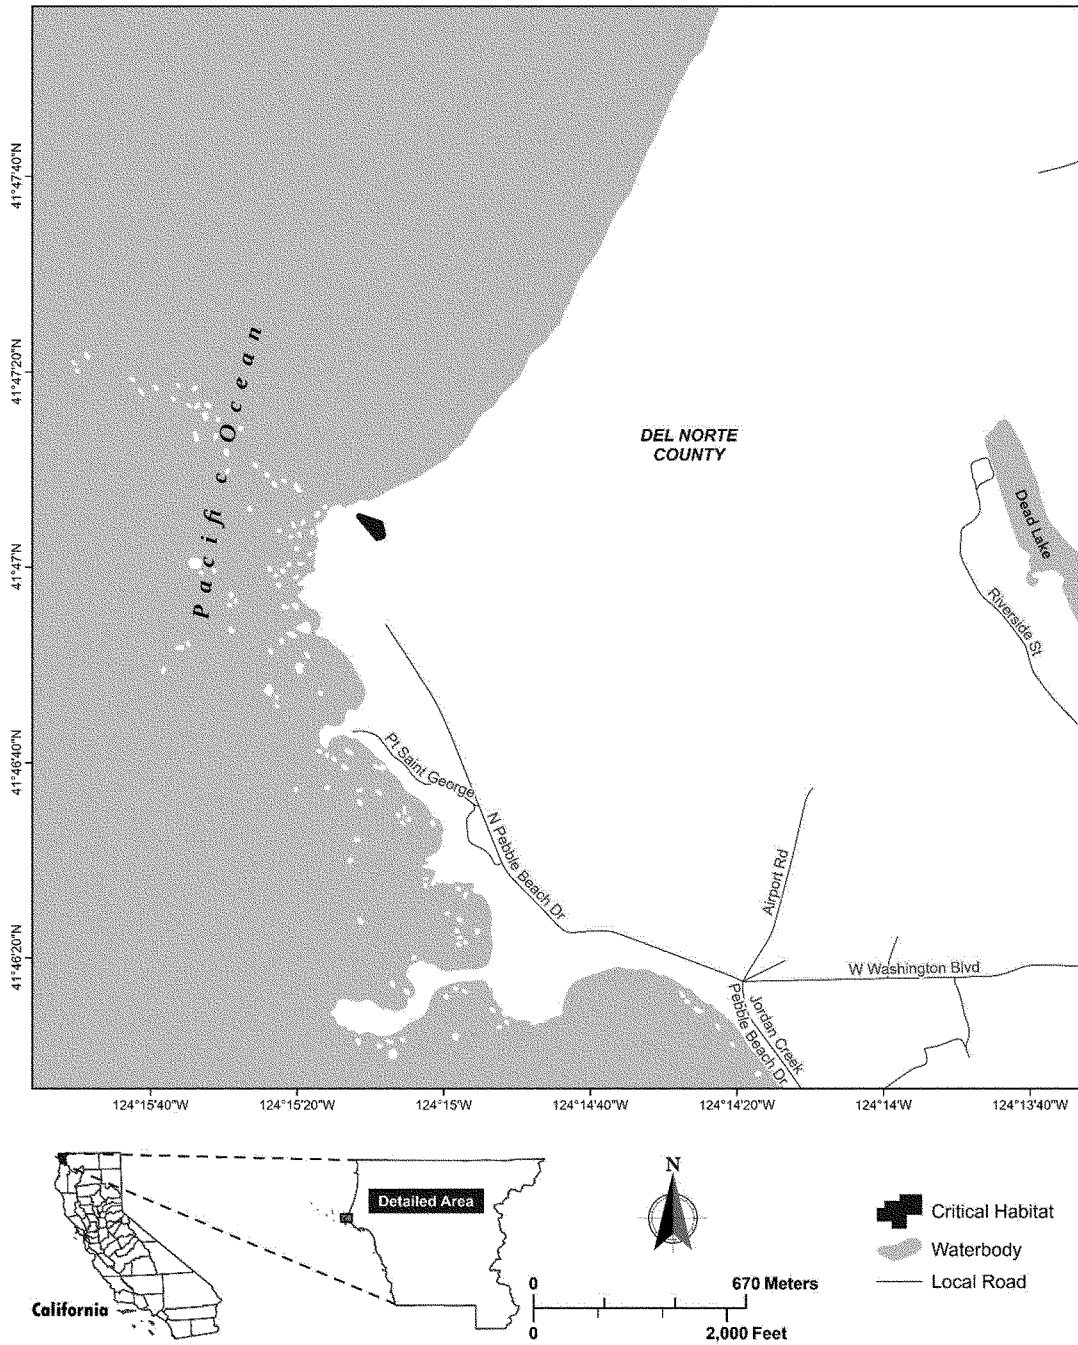 41°47'40"N
41°47'20"N
41°47'N
41°46'40"N
41°46'20"N
Pacific Ocean
DEL NORTE
COUNTY
Dead Lake
Riverside St
Pt Saint George
N Pebble Beach Dr
Airport Rd
W Washington Blvd
Jordan Creek
Pebble Beach Dr
124°15'40"W
124°15'20"W
124°15'W
124°14'40"W
124°14'20"W
124°14'W
124°13'40"W
California
Detailed Area
N
0
670 Meters
0
2,000 Feet
Critical Habitat
Waterbody
Local Road